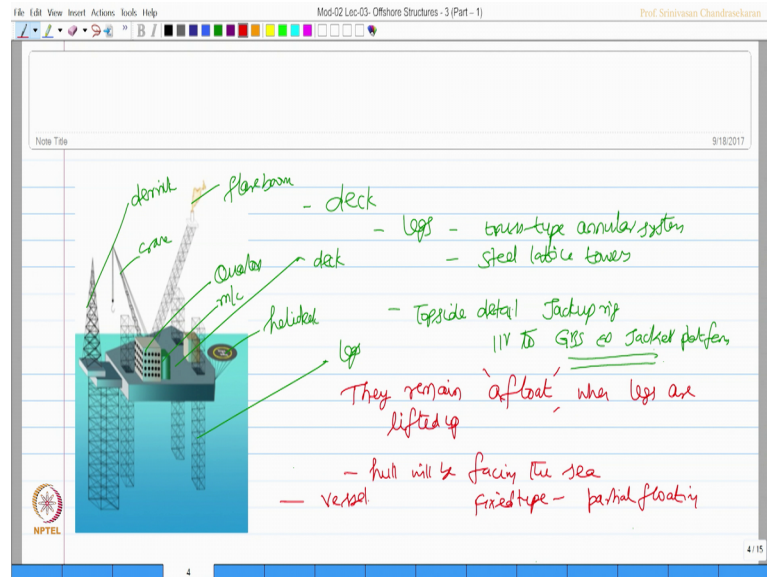 File Edit View Insert Actions Tools Help
Mod-02 Lec-03- Offshore Structures - 3 (Part – 1)
Prof. Srinivasan Chandrasekaran
B I
Note Title
9/18/2017
derrick
flareboom
crane
Quarters
m/c
deck
helideck
legs
- deck
- legs - truss-type annular system
- Steel lattice towers
- Topside detail Jackup rig
llr to GBS or Jacket platform
They remain 'afloat' when legs are
lifted up
- hull will be facing the sea
- vessel fixed type - partial floating
NPTEL
4 / 15
4